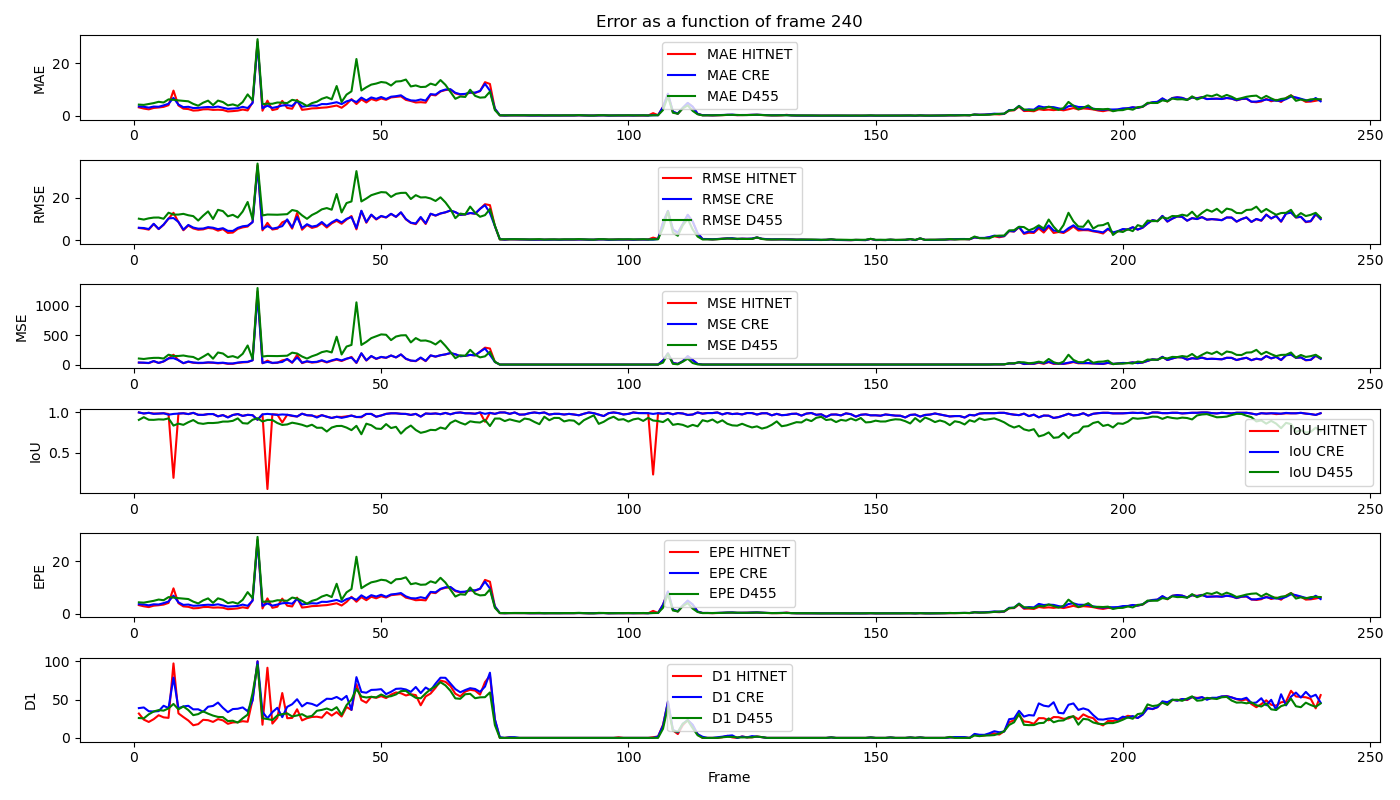 Error as a function of frame 240
MAE
20
0
MAE HITNET
MAE CRE
MAE D455
0 50 100 150 200 250
RMSE
20
0
RMSE HITNET
RMSE CRE
RMSE D455
0 50 100 150 200 250
MSE
1000
500
0
MSE HITNET
MSE CRE
MSE D455
0 50 100 150 200 250
IoU
1.0
0.5
IoU HITNET
IoU CRE
IoU D455
0 50 100 150 200 250
EPE
20
0
EPE HITNET
EPE CRE
EPE D455
0 50 100 150 200 250
D1
100
50
0
D1 HITNET
D1 CRE
D1 D455
0 50 100 150 200 250
Frame